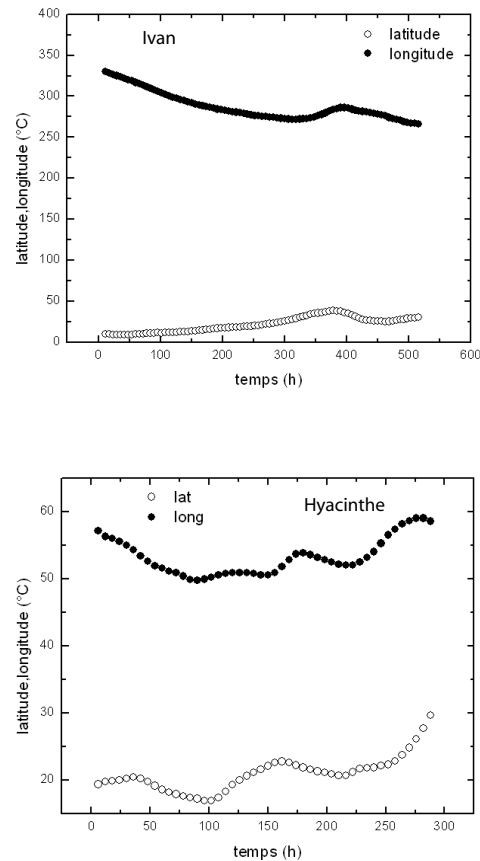 400
350
300
250
200
150
100
50
0
latitude,longitude (°C)
Ivan
latitude
longitude
0 100 200 300 400 500 600
temps (h)
60
50
40
30
20
latitude,longitude (°C)
lat
long
Hyacinthe
0 50 100 150 200 250 300
temps (h)